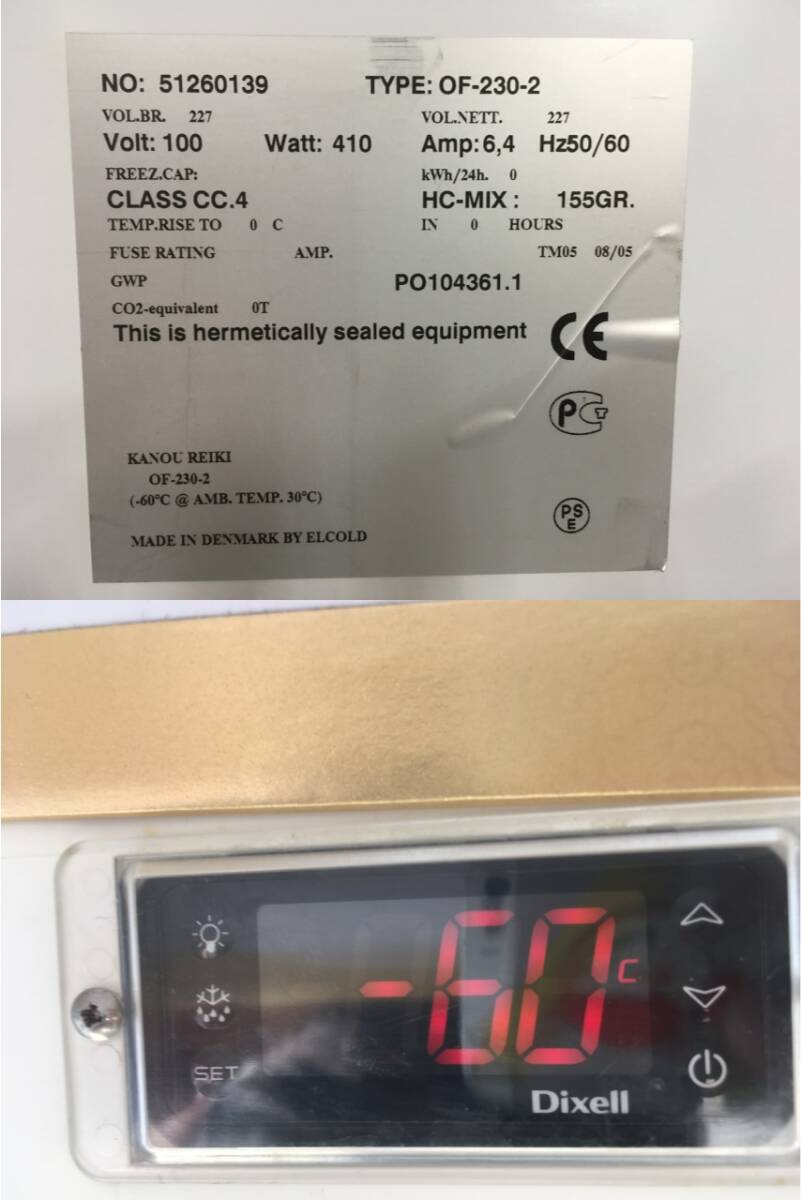 NO: 51260139 TYPE: OF-230-2
VOL.BR. 227 VOL.NETT. 227
Volt: 100 Watt: 410 Amp: 6,4 Hz50/60
FREEZ.CAP: kWh/24h. 0
CLASS CC.4 HC-MIX : 155GR.
TEMP.RISE TO 0 C IN 0 HOURS
FUSE RATING AMP. TM05 08/05
GWP PO104361.1
CO2-equivalent 0T
This is hermetically sealed equipment CE
PCT
KANOU REIKI
OF-230-2
(-60°C @ AMB. TEMP. 30°C)
PS
E
MADE IN DENMARK BY ELCOLD
-60 C
SET
Dixell